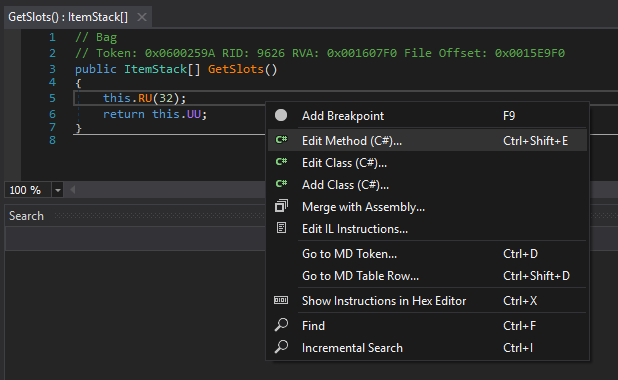 GetSlots() : ItemStack[] ×
1 // Bag
2 // Token: 0x0600259A RID: 9626 RVA: 0x001607F0 File Offset: 0x0015E9F0
3 public ItemStack[] GetSlots()
4 {
5 this.RU(32);
6 return this.UU;
7 }
8
Add Breakpoint F9
C# Edit Method (C#)... Ctrl+Shift+E
C# Edit Class (C#)...
C# Add Class (C#)...
Merge with Assembly...
Edit IL Instructions...
Go to MD Token... Ctrl+D
Go to MD Table Row... Ctrl+Shift+D
Show Instructions in Hex Editor Ctrl+X
Find Ctrl+F
Incremental Search Ctrl+I
100 %
Search